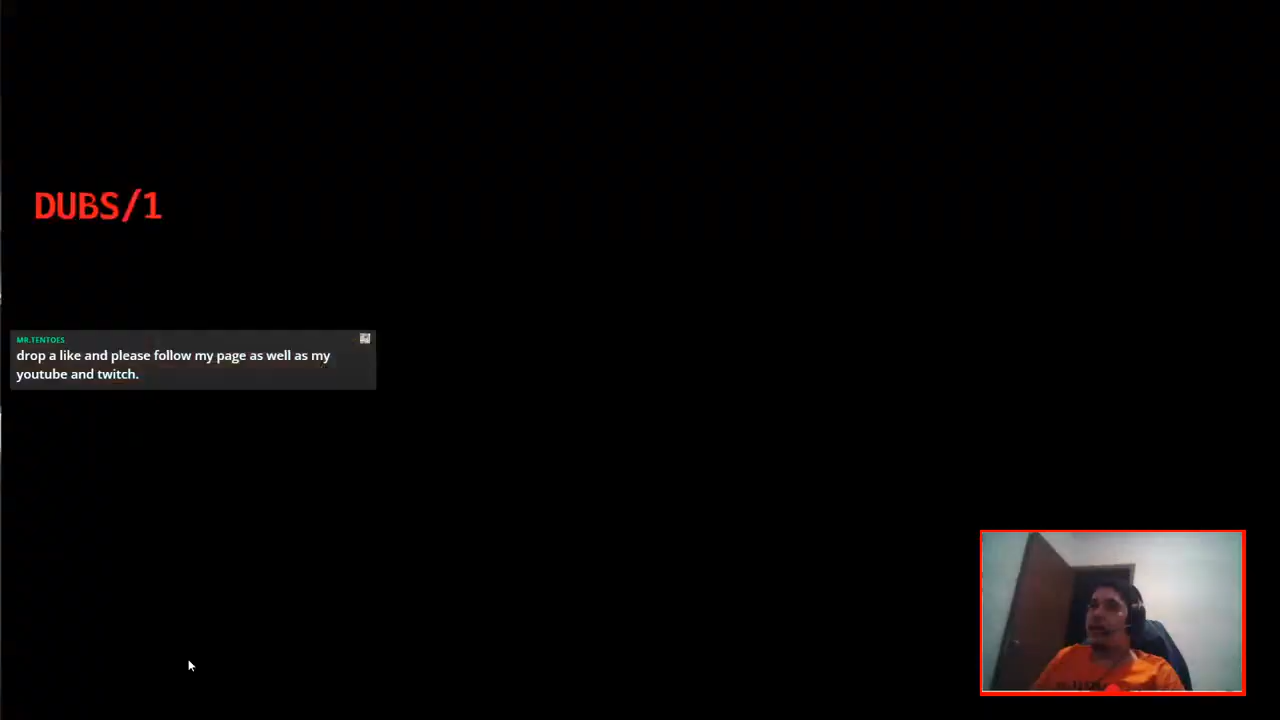 DUBS/1
MR.TENTOES
drop a like and please follow my page as well as my
youtube and twitch.